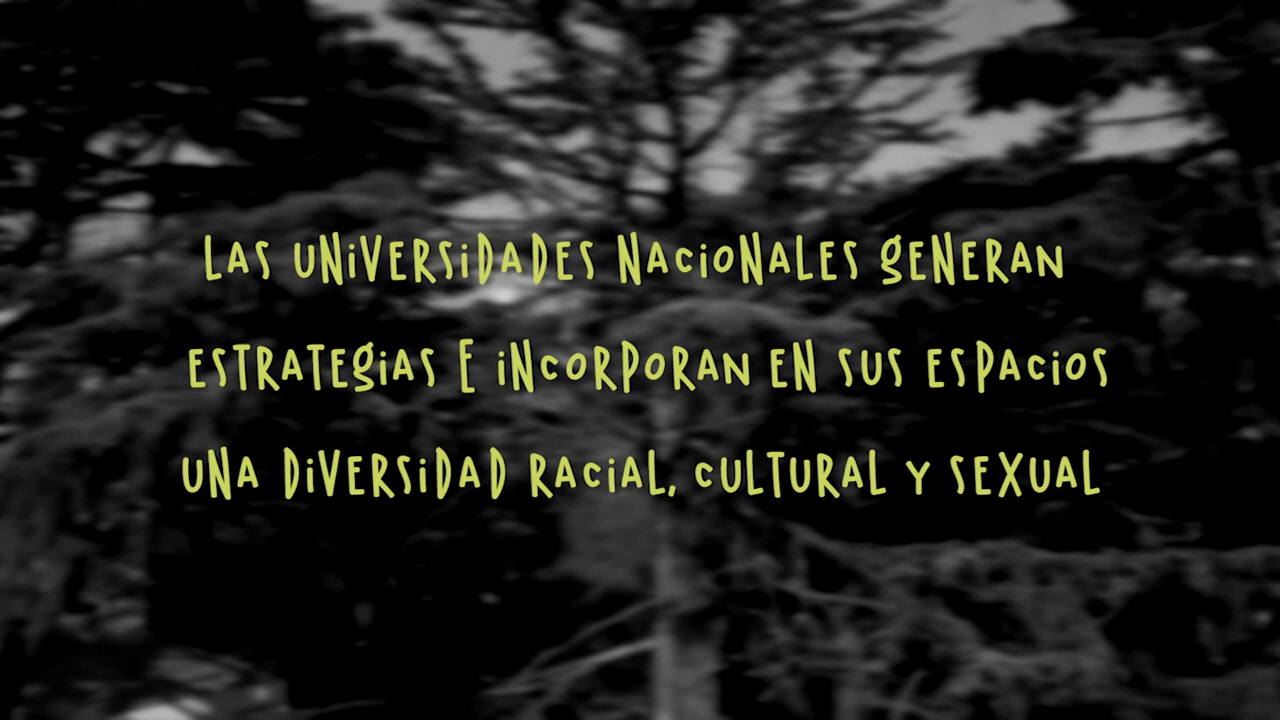 LAS UNIVERSIDADES NACIONALES GENERAN
ESTRATEGIAS E INCORPORAN EN SUS ESPACIOS
UNA DIVERSIDAD RACIAL, CULTURAL Y SEXUAL